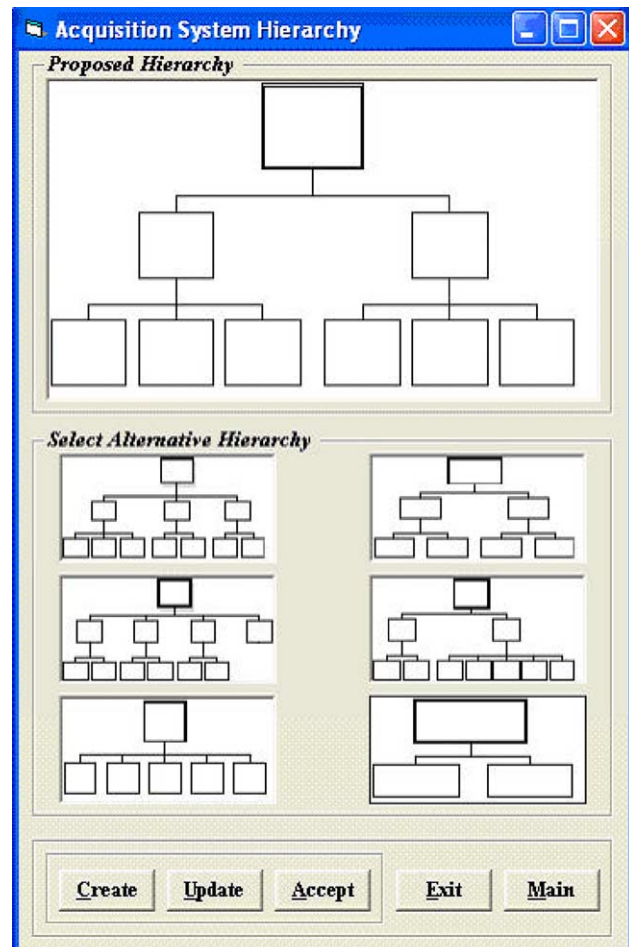 Acquisition System Hierarchy
Proposed Hierarchy
Select Alternative Hierarchy
Create Update Accept Exit Main